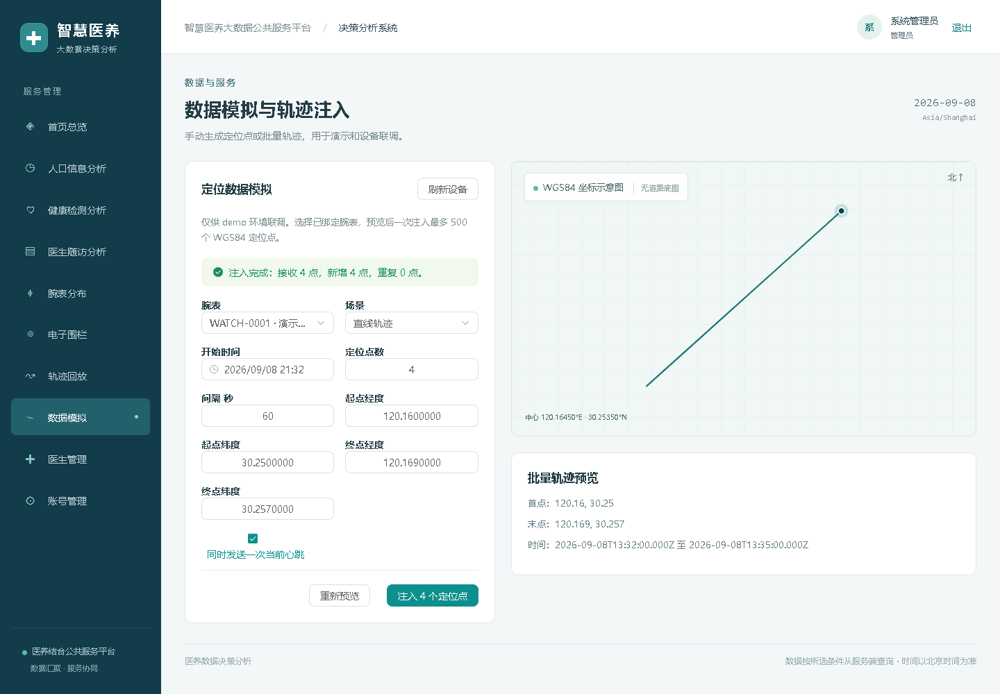 智慧医养
大数据决策分析
服务管理
首页总览
人口信息分析
健康检测分析
医生随访分析
腕表分布
电子围栏
轨迹回放
数据模拟
医生管理
账号管理
医养结合公共服务平台
数据汇聚 · 服务协同
智慧医养大数据公共服务平台 / 决策分析系统
系 系统管理员
管理员
退出
数据与服务
数据模拟与轨迹注入
手动生成定位点或批量轨迹，用于演示和设备联调。
2026-09-08
Asia/Shanghai
定位数据模拟
刷新设备
仅供 demo 环境联调。选择已绑定腕表，预览后一次注入最多 500
个 WGS84 定位点。
注入完成：接收 4 点，新增 4 点，重复 0 点。
腕表 场景
WATCH-0001 · 演示... 直线轨迹
开始时间 定位点数
2026/09/08 21:32 4
间隔 秒 起点经度
60 120.1600000
起点纬度 终点经度
30.2500000 120.1690000
终点纬度
30.2570000
同时发送一次当前心跳
重新预览 注入 4 个定位点
WGS84 坐标示意图 无道路底图
北↑
中心 120.16450°E · 30.25350°N
批量轨迹预览
首点：120.16, 30.25
末点：120.169, 30.257
时间：2026-09-08T13:32:00.000Z 至 2026-09-08T13:35:00.000Z
医养数据决策分析
数据按所选条件从服务端查询 · 时间以北京时间为准